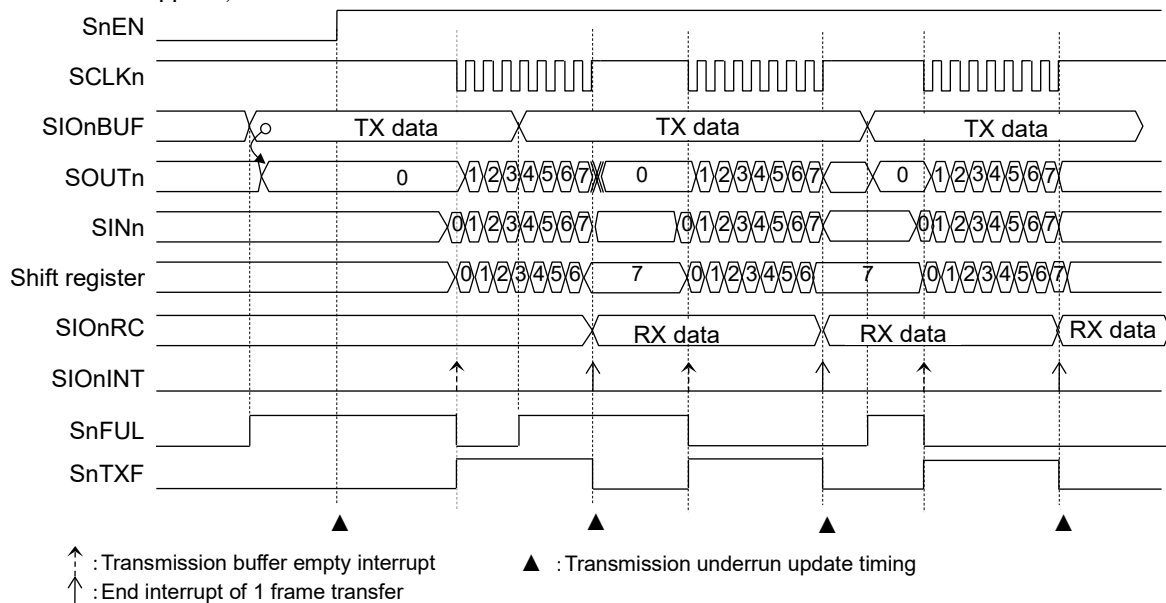 SnEN
SCLKn
SIOnBUF TX data TX data TX data
SOUTn 0 1 2 3 4 5 6 7 0 1 2 3 4 5 6 7 0 1 2 3 4 5 6 7
SINn 0 1 2 3 4 5 6 7 0 1 2 3 4 5 6 7 0 1 2 3 4 5 6 7
Shift register 0 1 2 3 4 5 6 7 0 1 2 3 4 5 6 7 0 1 2 3 4 5 6 7
SIOnRC RX data RX data RX data
SIOnINT
SnFUL
SnTXF
: Transmission buffer empty interrupt ▲ : Transmission underrun update timing
: End interrupt of 1 frame transfer